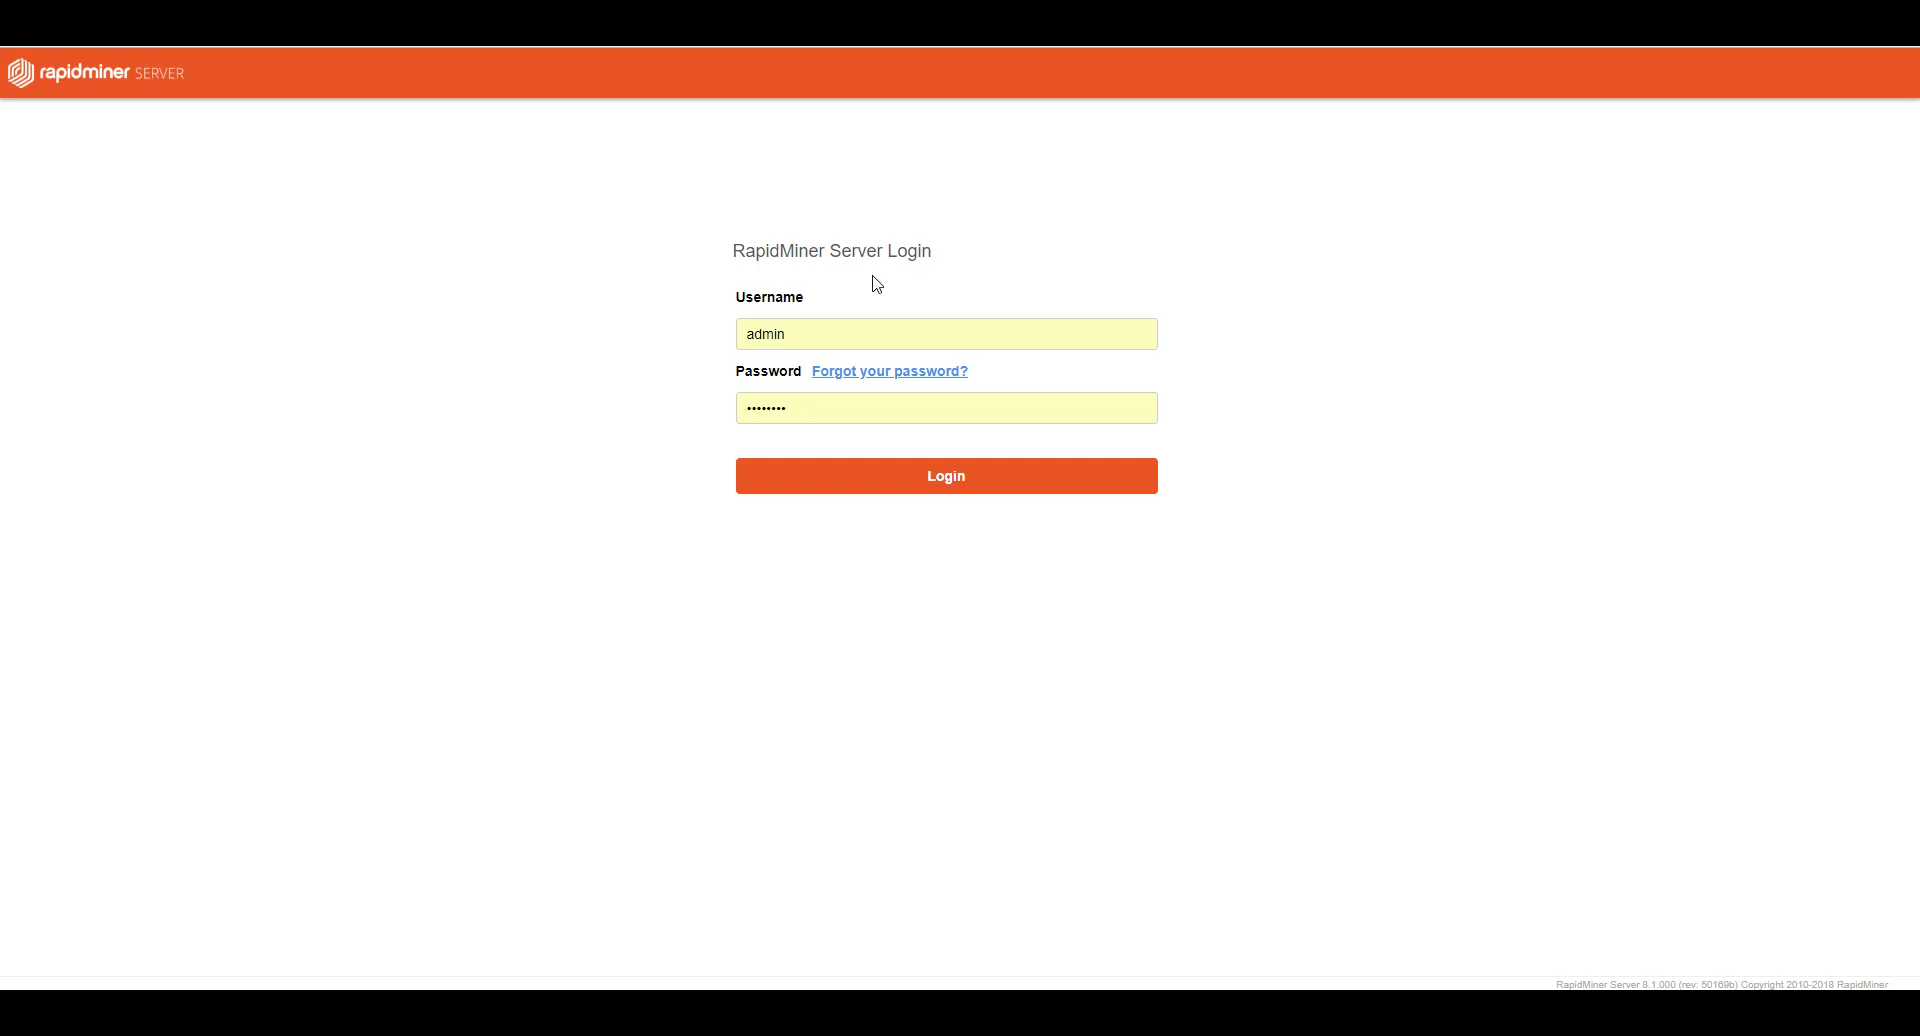 rapidminer SERVER
RapidMiner Server Login
Username
admin
Password Forgot your password?
••••••••
Login
RapidMiner Server 8.1.000 (rev: 50169b) Copyright 2010-2018 RapidMiner